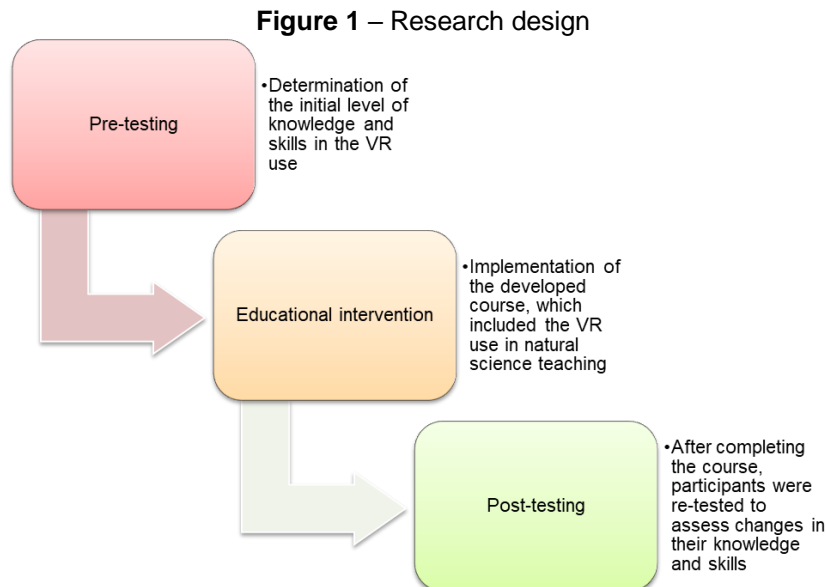 Figure 1 – Research design
Pre-testing
•Determination of
the initial level of
knowledge and
skills in the VR
use
Educational intervention
•Implementation of
the developed
course, which
included the VR
use in natural
science teaching
Post-testing
•After completing
the course,
participants were
re-tested to
assess changes in
their knowledge
and skills